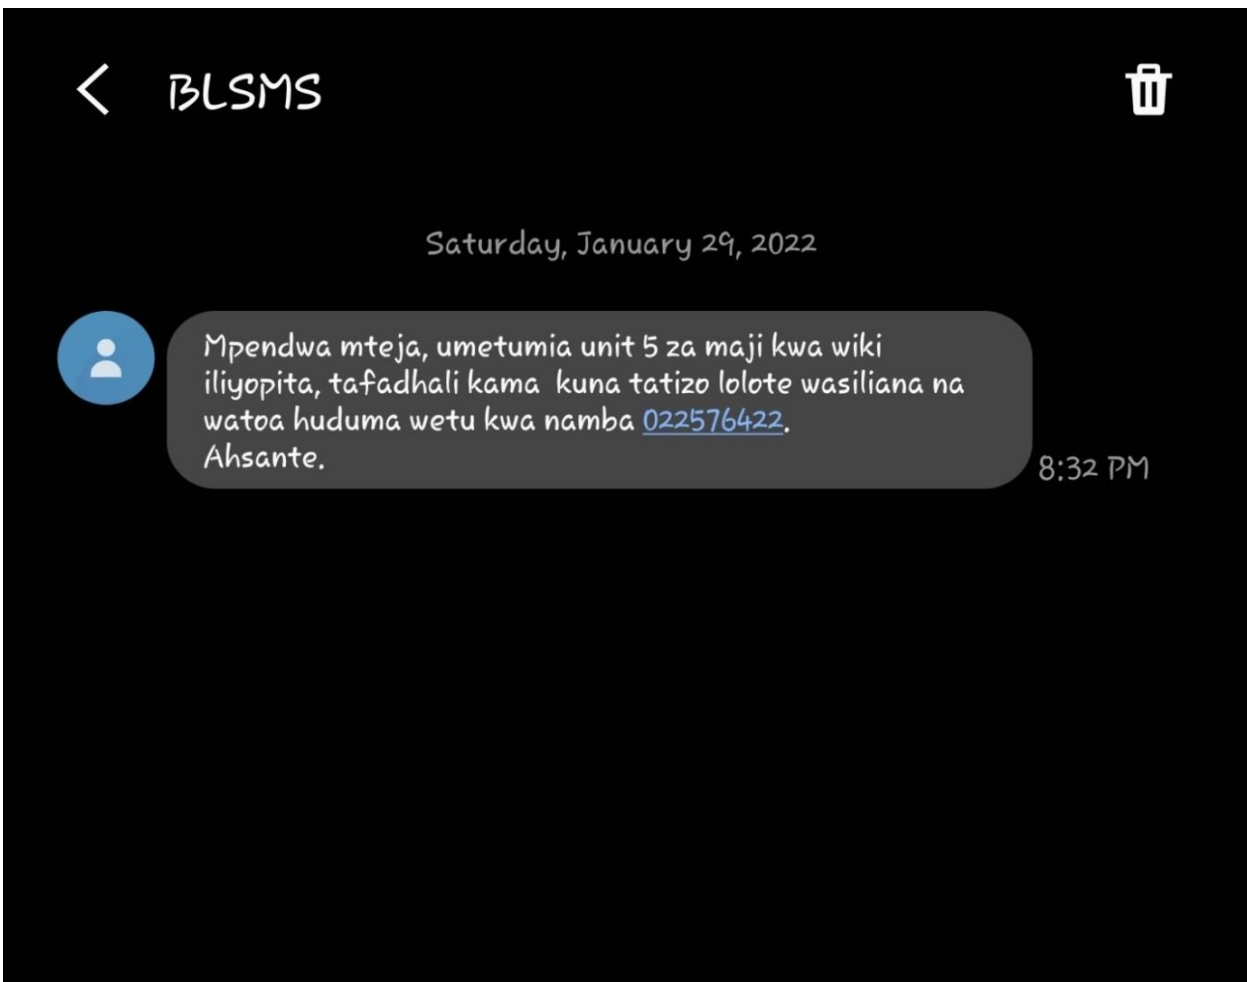 BLSMS
Saturday, January 29, 2022
Mpendwa mteja, umetumia unit 5 za maji kwa wiki
iliyopita, tafadhali kama  kuna tatizo lolote wasiliana na
watoa huduma wetu kwa namba 022576422.
Ahsante.
8:32 PM